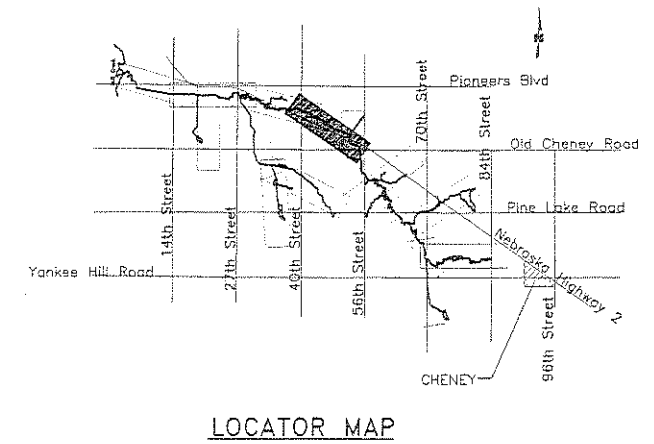 Pioneers Blvd
70th Street
84th Street
Old Cheney Road
Pine Lake Road
14th Street
27th Street
40th Street
56th Street
Nebraska Highway 2
Yankee Hill Road
96th Street
CHENEY
LOCATOR MAP